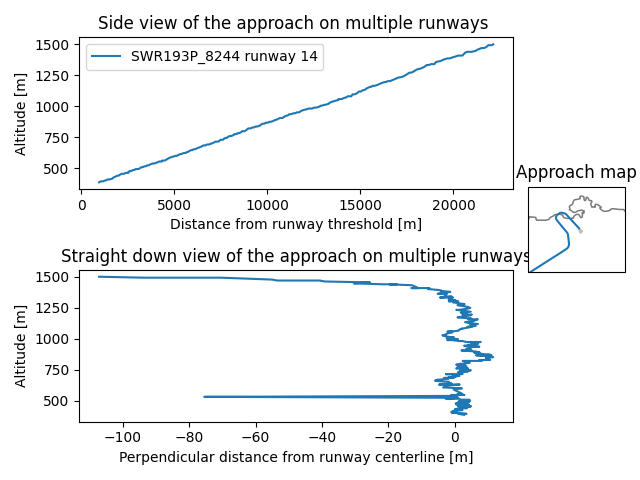 Side view of the approach on multiple runways
1500
1250
1000
750
500
Altitude [m]
SWR193P_8244 runway 14
0
5000
10000
15000
20000
Distance from runway threshold [m]
Approach map
Straight down view of the approach on multiple runways
1500
1250
1000
750
500
Altitude [m]
−100
−80
−60
−40
−20
0
Perpendicular distance from runway centerline [m]